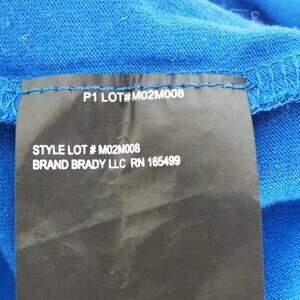 P1 LOT#M02M008
STYLE LOT # M02M008
BRAND BRADY LLC RN 165499